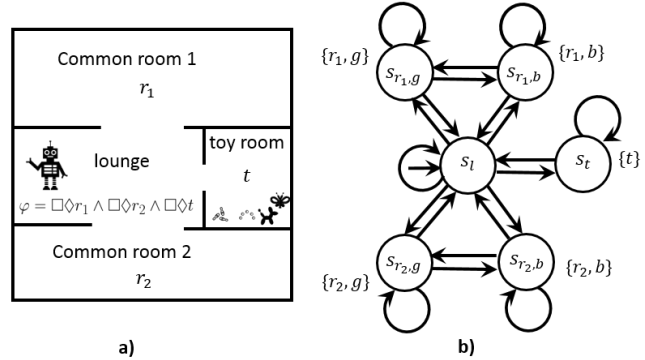 Common room 1
r₁
toy room
lounge
t
φ = □◊r₁ ∧ □◊r₂ ∧ □◊t
Common room 2
r₂
a)
{r₁, g}
s_{r₁,g}
s_{r₁,b}
{r₁, b}
s_l
s_t
{t}
{r₂, g}
s_{r₂,g}
s_{r₂,b}
{r₂, b}
b)